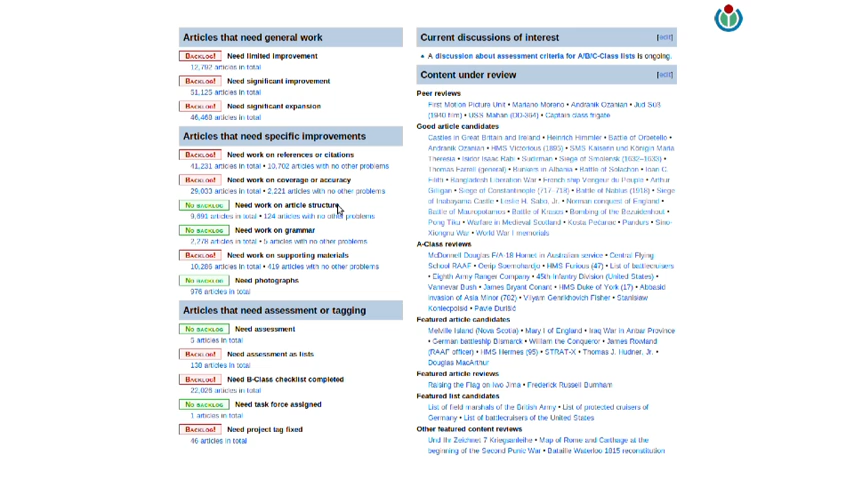 Articles that need general work
BACKLOG! Need limited improvement
12,792 articles in total
BACKLOG! Need significant improvement
51,125 articles in total
BACKLOG! Need significant expansion
46,468 articles in total
Articles that need specific improvements
BACKLOG! Need work on references or citations
41,231 articles in total • 10,702 articles with no other problems
BACKLOG! Need work on coverage or accuracy
29,033 articles in total • 2,221 articles with no other problems
NO BACKLOG Need work on article structure
9,691 articles in total • 124 articles with no other problems
NO BACKLOG Need work on grammar
2,278 articles in total • 5 articles with no other problems
BACKLOG! Need work on supporting materials
10,286 articles in total • 419 articles with no other problems
NO BACKLOG Need photographs
976 articles in total
Articles that need assessment or tagging
NO BACKLOG Need assessment
5 articles in total
BACKLOG! Need assessment as lists
138 articles in total
BACKLOG! Need B-Class checklist completed
22,026 articles in total
NO BACKLOG Need task force assigned
1 articles in total
BACKLOG! Need project tag fixed
46 articles in total
Current discussions of interest [edit]
• A discussion about assessment criteria for A/B/C-Class lists is ongoing.
Content under review [edit]
Peer reviews
First Motion Picture Unit • Mariano Moreno • Andranik Ozanian • Jud Süß
(1940 film) • USS Mahan (DD-364) • Captain class frigate
Good article candidates
Castles in Great Britain and Ireland • Heinrich Himmler • Battle of Orbetello •
Andranik Ozanian • HMS Victorious (1895) • SMS Kaiserin und Königin Maria
Theresia • Isidor Isaac Rabi • Sudirman • Siege of Smolensk (1632–1633) •
Thomas Farrell (general) • Bunkers in Albania • Battle of Solachon • Ioan C.
Filitti • Bangladesh Liberation War • French ship Vengeur du Peuple • Arthur
Gilligan • Siege of Constantinople (717–718) • Battle of Nablus (1918) • Siege
of Inabayama Castle • Leslie H. Sabo, Jr. • Norman conquest of England •
Battle of Mauropotamos • Battle of Kraaus • Bombing of the Bezuidenhout •
Pong Tiku • Warfare in Medieval Scotland • Kosta Pećanac • Pandurs • Sino-
Xiongnu War • World War I memorials
A-Class reviews
McDonnell Douglas F/A-18 Hornet in Australian service • Central Flying
School RAAF • Cerip Soemohardjo • HMS Furious (47) • List of battlecruisers
• Eighth Army Ranger Company • 45th Infantry Division (United States) •
Vannevar Bush • James Bryant Conant • HMS Duke of York (17) • Abbasid
invasion of Asia Minor (782) • Vilyam Genrikhovich Fisher • Stanisław
Koniecpolski • Pavle Đurišić
Featured article candidates
Melville Island (Nova Scotia) • Mary I of England • Iraq War in Anbar Province
• German battleship Bismarck • William the Conqueror • James Rowland
(RAAF officer) • HMS Hermes (95) • STRAT-X • Thomas J. Hudner, Jr. •
Douglas MacArthur
Featured article reviews
Raising the Flag on Iwo Jima • Frederick Russell Burnham
Featured list candidates
List of field marshals of the British Army • List of protected cruisers of
Germany • List of battlecruisers of the United States
Other featured content reviews
Und Ihr Zeichnet 7 Kriegsanleihe • Map of Rome and Carthage at the
beginning of the Second Punic War • Bataille Waterloo 1815 reconstitution